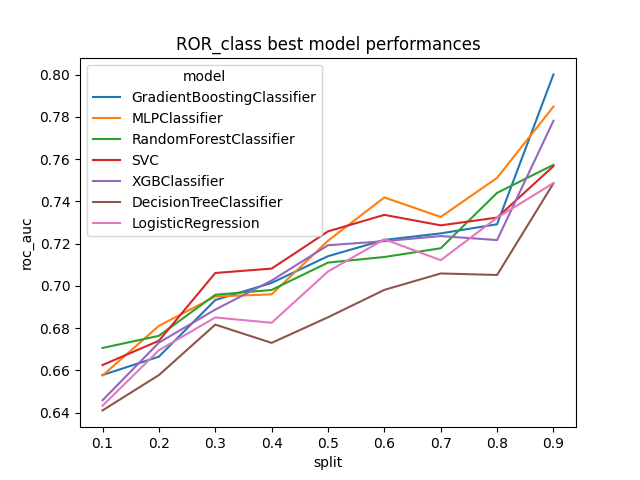 ROR_class best model performances
model
GradientBoostingClassifier
MLPClassifier
RandomForestClassifier
SVC
XGBClassifier
DecisionTreeClassifier
LogisticRegression
roc_auc
0.80
0.78
0.76
0.74
0.72
0.70
0.68
0.66
0.64
0.1 0.2 0.3 0.4 0.5 0.6 0.7 0.8 0.9
split